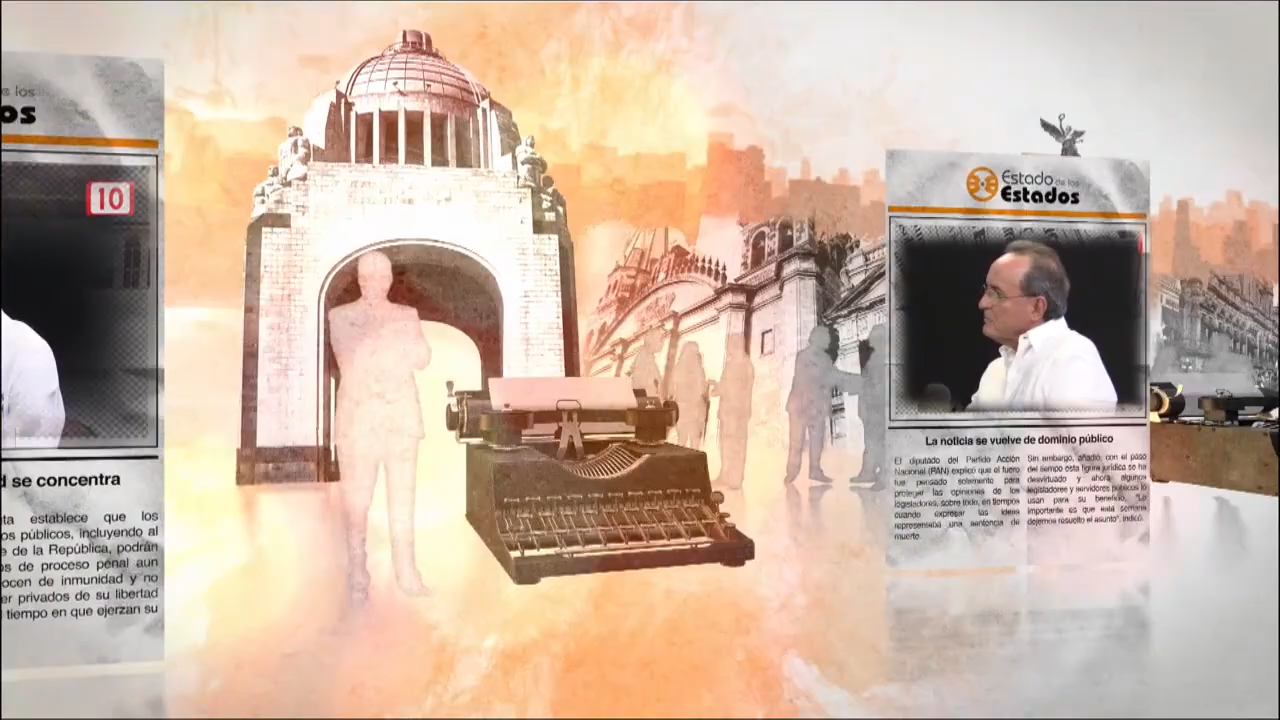 e los
os
10
d se concentra
ta establece que los
os públicos, incluyendo al
e de la República, podrán
os de proceso penal aun
ocen de inmunidad y no
er privados de su libertad
l tiempo en que ejerzan su
Estado de los
Estados
La noticia se vuelve de dominio público
El diputado del Partido Acción
Nacional (PAN) explicó que el fuero
fue pensado solamente para
proteger las opiniones de los
legisladores, sobre todo, en tiempos
cuando expresar las ideas
representaba una sentencia de
muerte.
Sin embargo, añadió, con el paso
del tiempo esta figura jurídica se ha
desvirtuado y ahora algunos
legisladores y servidores públicos lo
usan para su beneficio. "Lo
importante es que esta semana
dejemos resuelto el asunto", indicó.